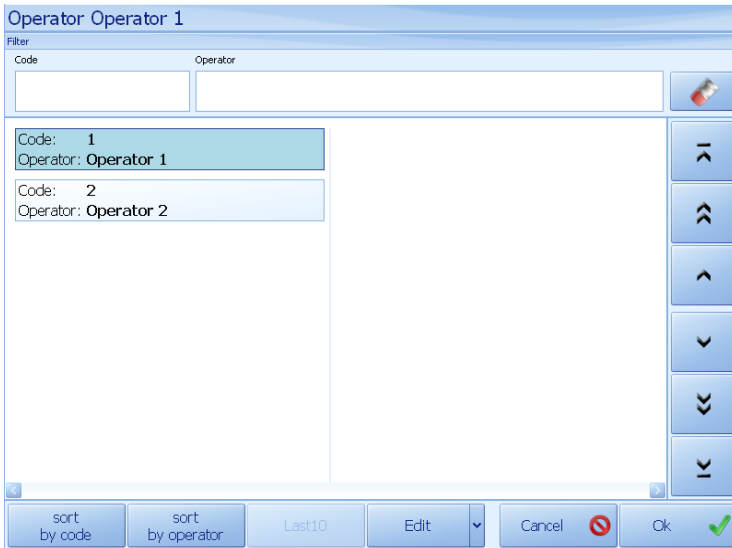 Operator Operator 1
Filter
Code Operator
Code: 1
Operator: Operator 1
Code: 2
Operator: Operator 2
sort
by code
sort
by operator
Last10
Edit
Cancel
Ok